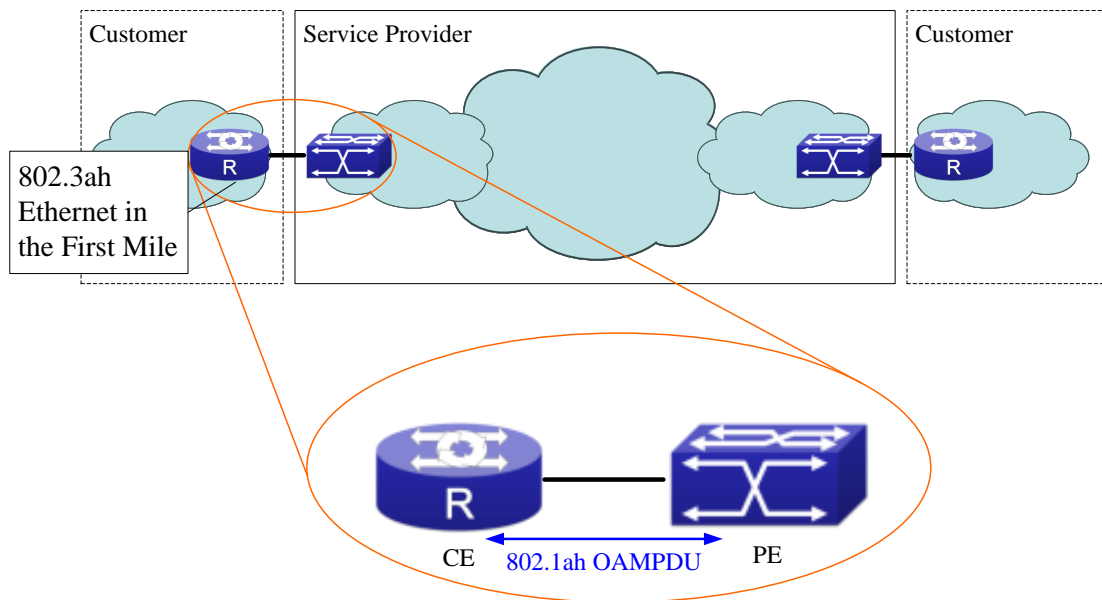 Customer
Service Provider
Customer
R
R
802.3ah
Ethernet in
the First Mile
R
CE
802.1ah OAMPDU
PE